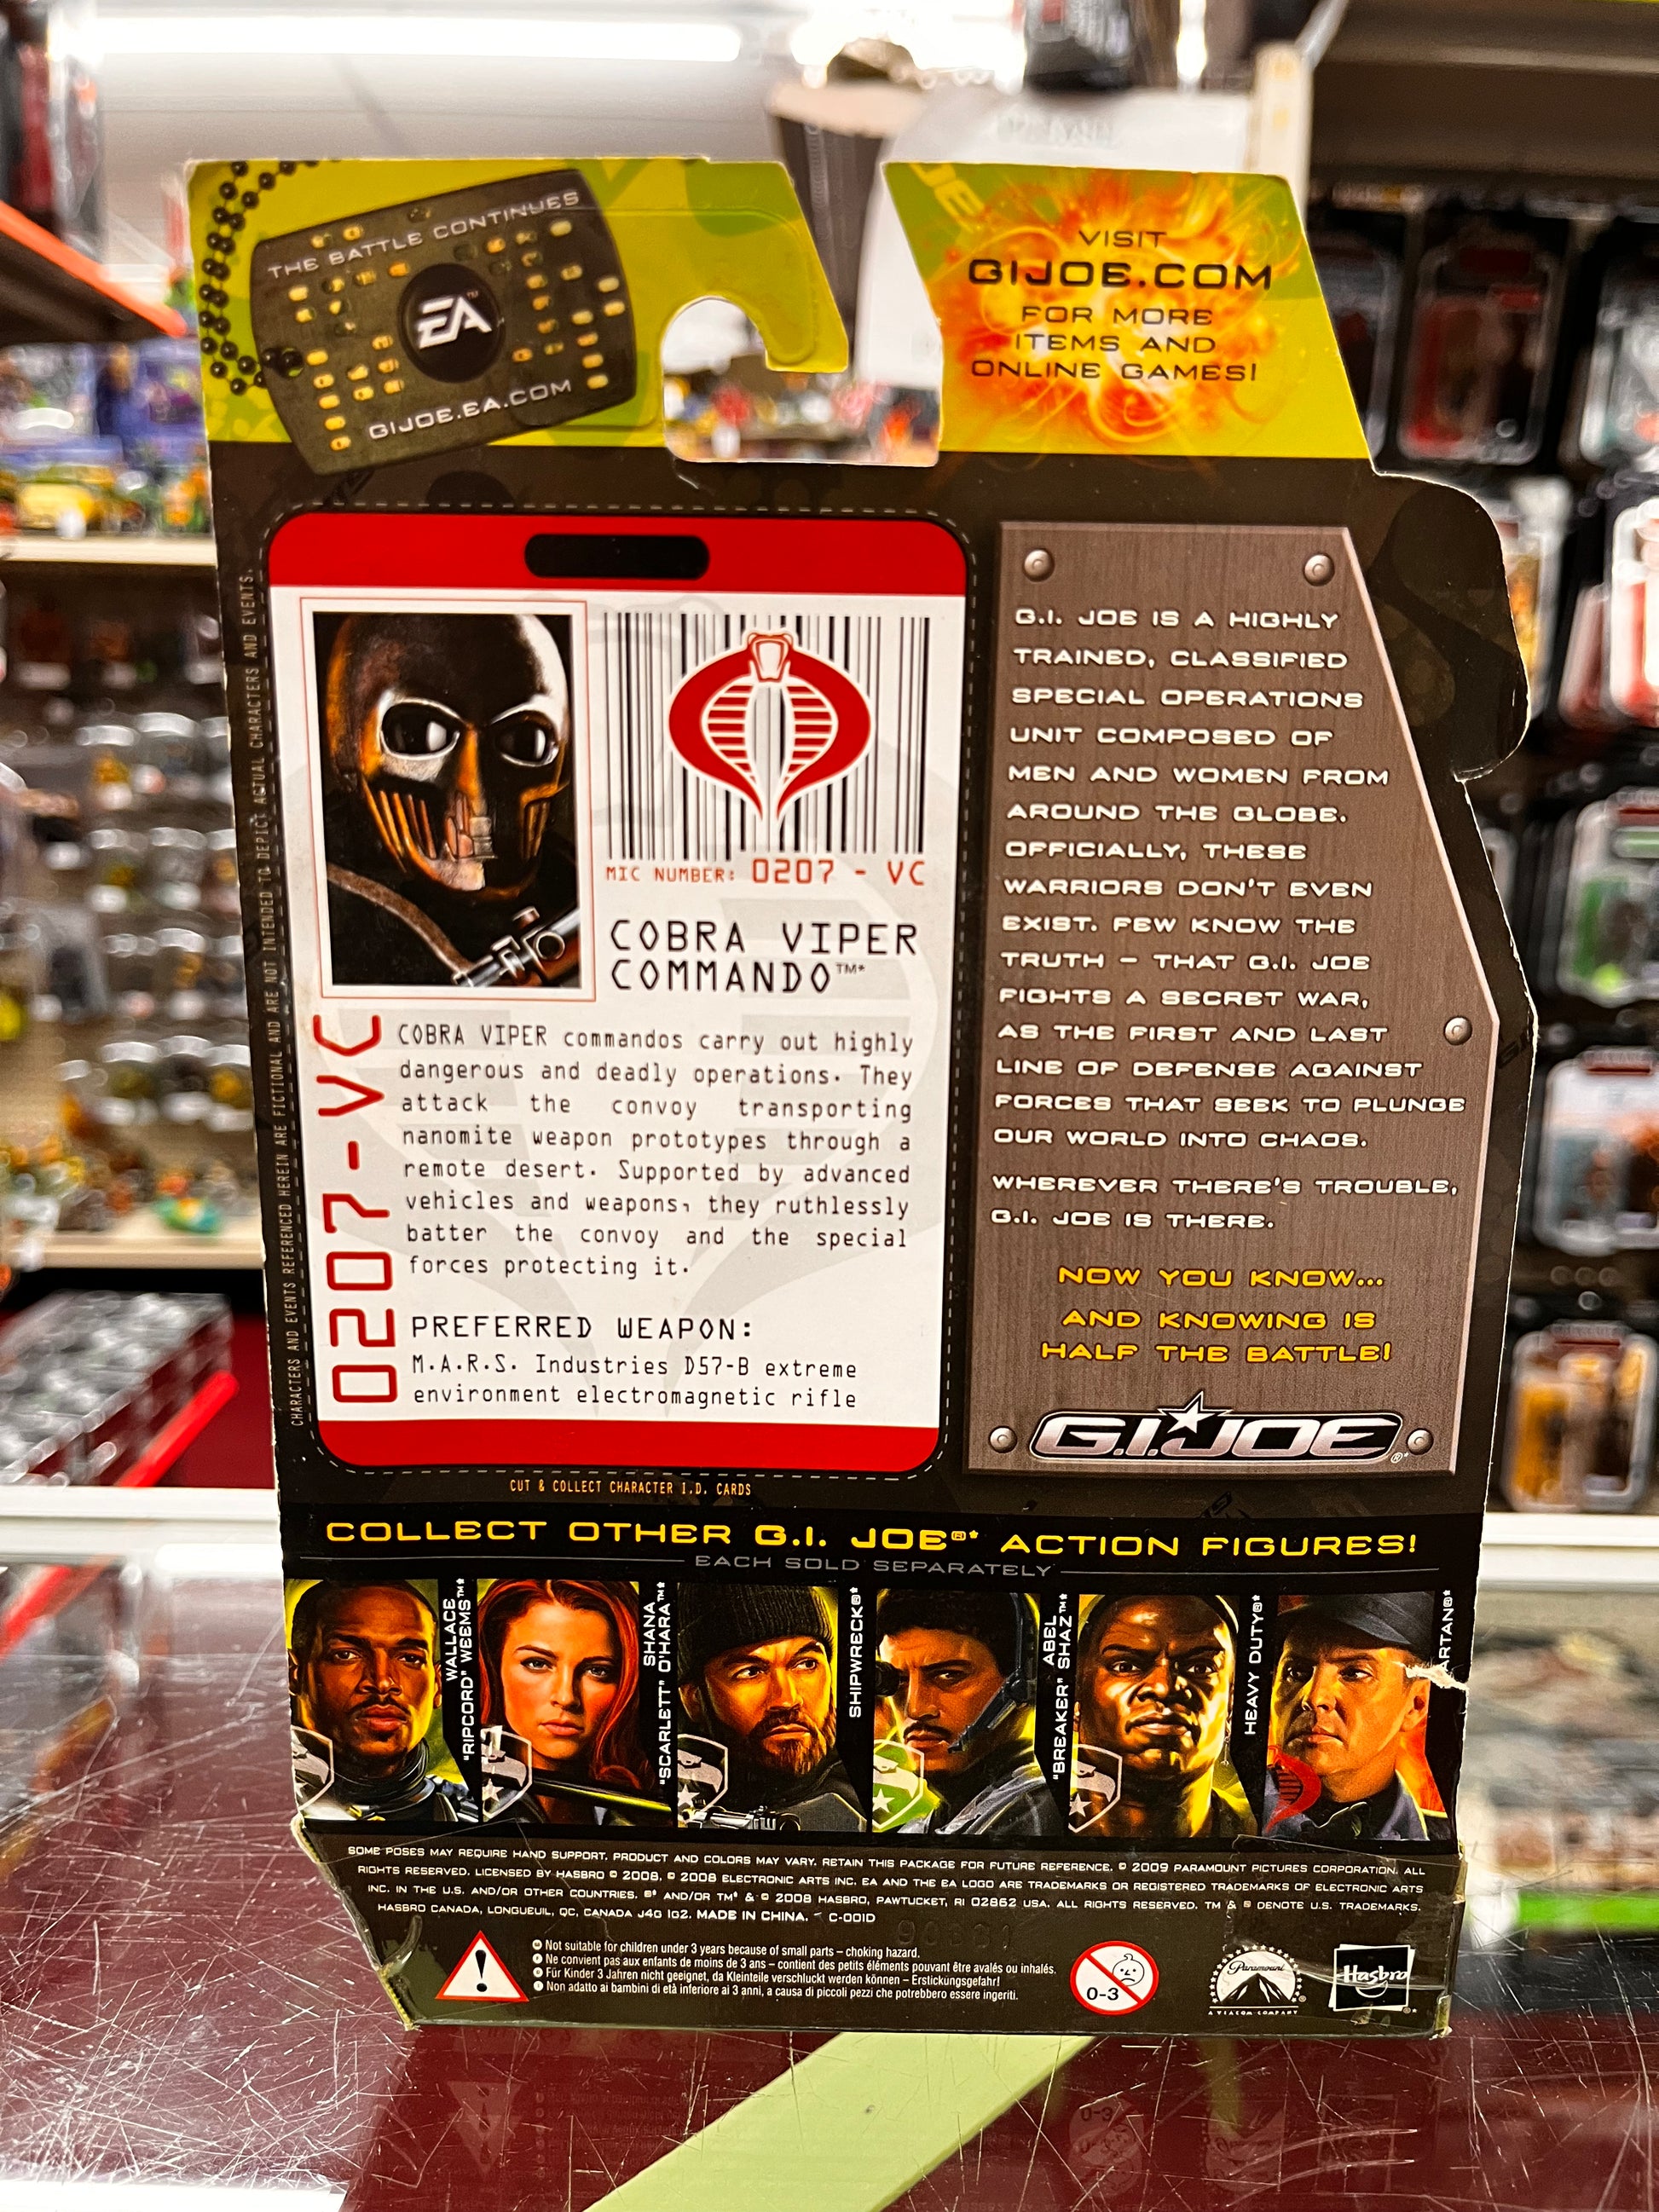 THE BATTLE CONTINUES
EA™
GIJOE.EA.COM
VISIT
GIJOE.COM
FOR MORE
ITEMS AND
ONLINE GAMES!
CHARACTERS AND EVENTS REFERENCED HEREIN ARE FICTIONAL AND ARE NOT INTENDED TO DEPICT ACTUAL CHARACTERS AND EVENTS.
MIC NUMBER: 0207 - VC
COBRA VIPER
COMMANDO™*
0207-VC
COBRA VIPER commandos carry out highly
dangerous and deadly operations. They
attack the convoy transporting
nanomite weapon prototypes through a
remote desert. Supported by advanced
vehicles and weapons, they ruthlessly
batter the convoy and the special
forces protecting it.
PREFERRED WEAPON:
M.A.R.S. Industries D57-B extreme
environment electromagnetic rifle
CUT & COLLECT CHARACTER I.D. CARDS
G.I. JOE IS A HIGHLY
TRAINED, CLASSIFIED
SPECIAL OPERATIONS
UNIT COMPOSED OF
MEN AND WOMEN FROM
AROUND THE GLOBE.
OFFICIALLY, THESE
WARRIORS DON'T EVEN
EXIST. FEW KNOW THE
TRUTH – THAT G.I. JOE
FIGHTS A SECRET WAR,
AS THE FIRST AND LAST
LINE OF DEFENSE AGAINST
FORCES THAT SEEK TO PLUNGE
OUR WORLD INTO CHAOS.
WHEREVER THERE'S TROUBLE,
G.I. JOE IS THERE.
NOW YOU KNOW...
AND KNOWING IS
HALF THE BATTLE!
G.I.JOE®
COLLECT OTHER G.I. JOE®* ACTION FIGURES!
EACH SOLD SEPARATELY
WALLACE
"RIPCORD" WEEMS™*
SHANA
"SCARLETT" O'HARA™*
SHIPWRECK®*
ABEL
"BREAKER" SHAZ™*
HEAVY DUTY®*
ARTAN®*
SOME POSES MAY REQUIRE HAND SUPPORT. PRODUCT AND COLORS MAY VARY. RETAIN THIS PACKAGE FOR FUTURE REFERENCE. © 2009 PARAMOUNT PICTURES CORPORATION. ALL
RIGHTS RESERVED. LICENSED BY HASBRO © 2008. © 2008 ELECTRONIC ARTS INC. EA AND THE EA LOGO ARE TRADEMARKS OR REGISTERED TRADEMARKS OF ELECTRONIC ARTS
INC. IN THE U.S. AND/OR OTHER COUNTRIES. ®* AND/OR TM* & © 2008 HASBRO, PAWTUCKET, RI 02862 USA. ALL RIGHTS RESERVED. TM & ® DENOTE U.S. TRADEMARKS.
HASBRO CANADA, LONGUEUIL, QC, CANADA J4G 1G2. MADE IN CHINA. C-001D
Not suitable for children under 3 years because of small parts – choking hazard.
Ne convient pas aux enfants de moins de 3 ans – contient des petits éléments pouvant être avalés ou inhalés.
Für Kinder 3 Jahren nicht geeignet, da Kleinteile verschluckt werden können – Erstickungsgefahr!
Non adatto ai bambini di età inferiore ai 3 anni, a causa di piccoli pezzi che potrebbero essere ingeriti.
0-3
Paramount
A VIACOM COMPANY
Hasbro